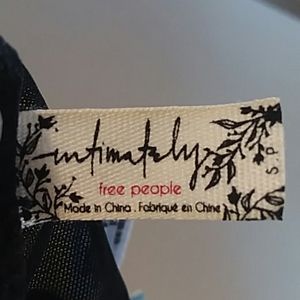 intimately
free people
Made in China . Fabriqué en Chine
S.P